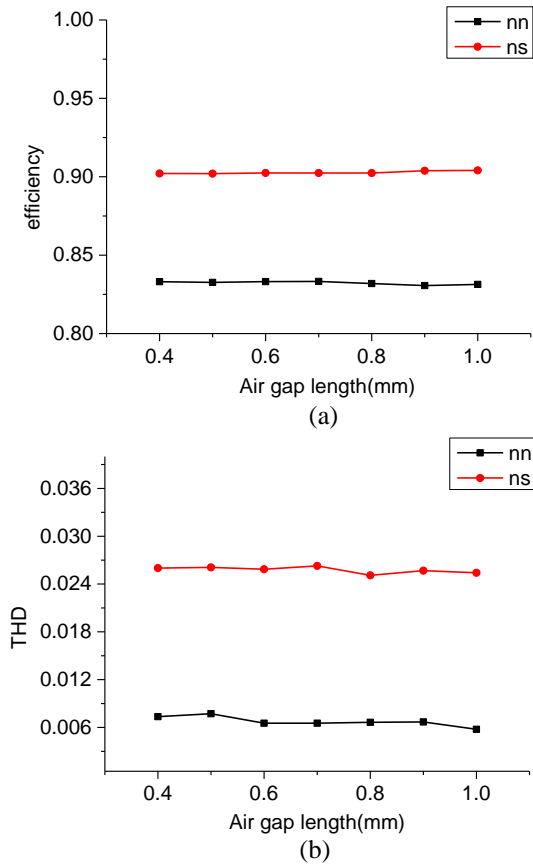 1.00
nn
ns
0.95
0.90
efficiency
0.85
0.80
0.4 0.6 0.8 1.0
Air gap length(mm)
(a)
nn
ns
0.036
0.030
0.024
THD
0.018
0.012
0.006
0.4 0.6 0.8 1.0
Air gap length(mm)
(b)